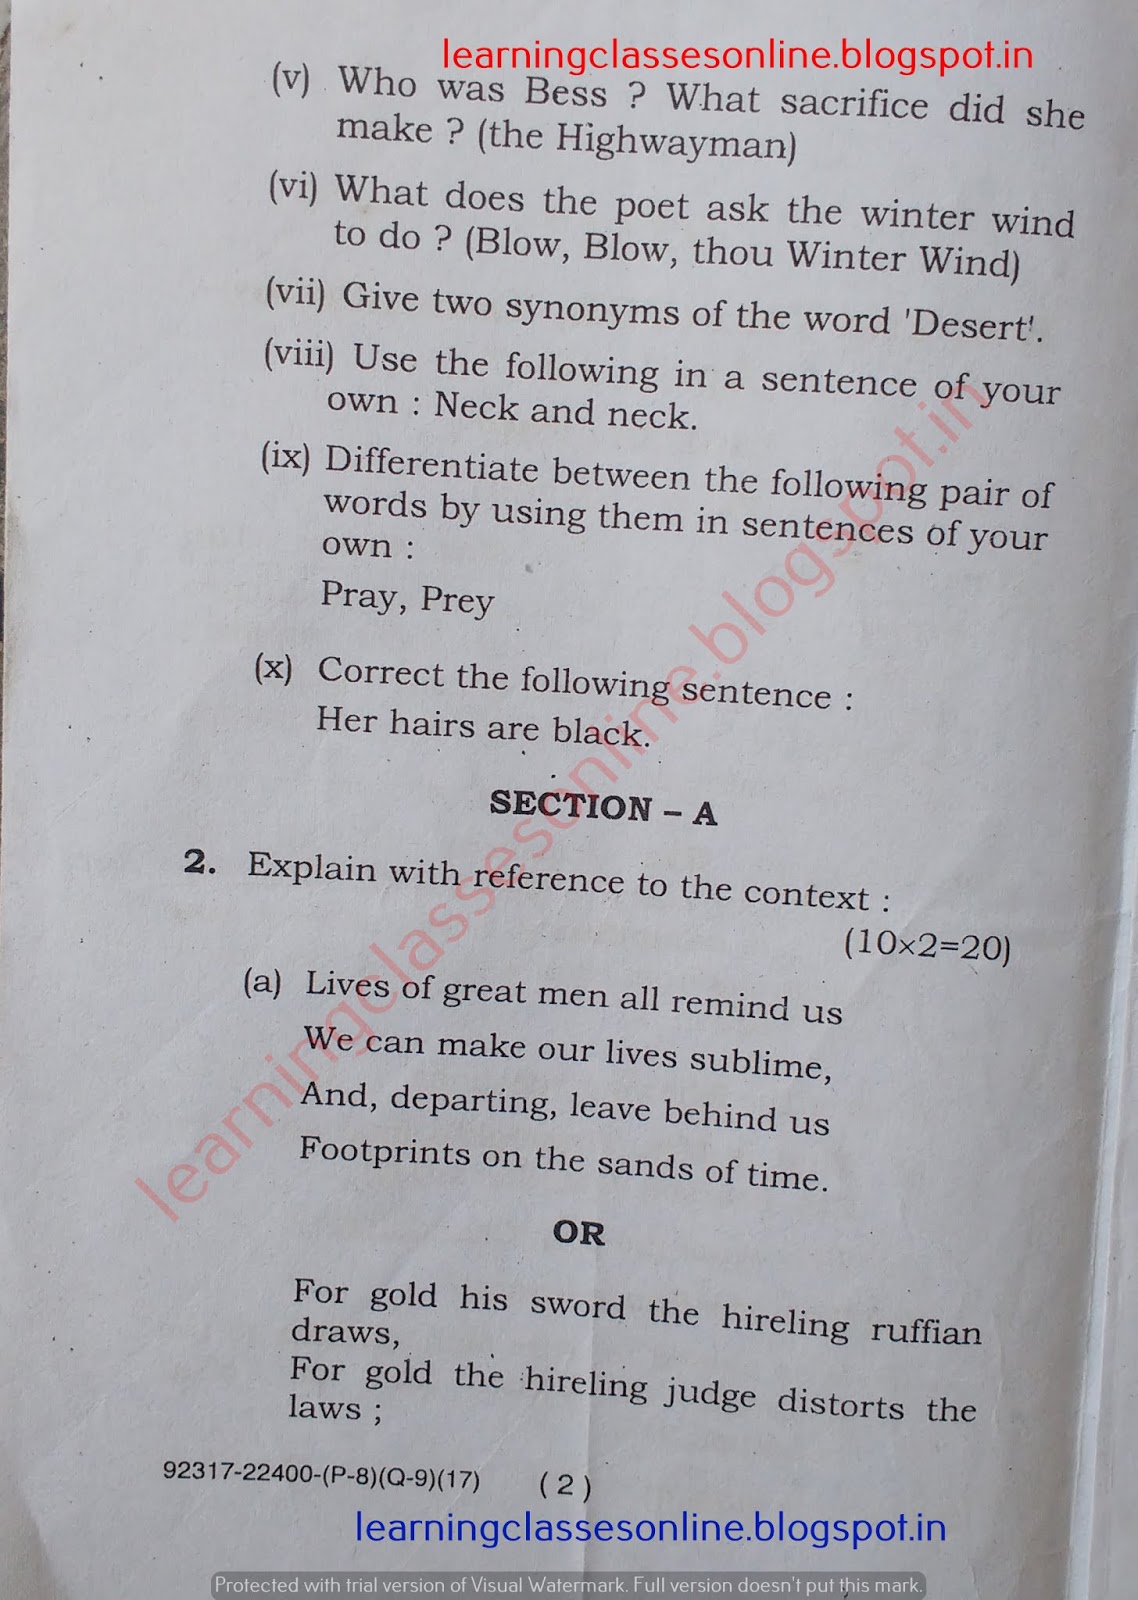 learningclassesonline.blogspot.in
(v) Who was Bess ? What sacrifice did she
make ? (the Highwayman)
(vi) What does the poet ask the winter wind
to do ? (Blow, Blow, thou Winter Wind)
(vii) Give two synonyms of the word 'Desert'.
(viii) Use the following in a sentence of your
own : Neck and neck.
(ix) Differentiate between the following pair of
words by using them in sentences of your
own :
Pray, Prey
(x) Correct the following sentence :
Her hairs are black.
SECTION – A
2. Explain with reference to the context :
(10×2=20)
(a) Lives of great men all remind us
We can make our lives sublime,
And, departing, leave behind us
Footprints on the sands of time.
OR
For gold his sword the hireling ruffian
draws,
For gold the hireling judge distorts the
laws ;
92317-22400-(P-8)(Q-9)(17) ( 2 )
learningclassesonline.blogspot.in
learningclassesonline.blogspot.in
Protected with trial version of Visual Watermark. Full version doesn't put this mark.